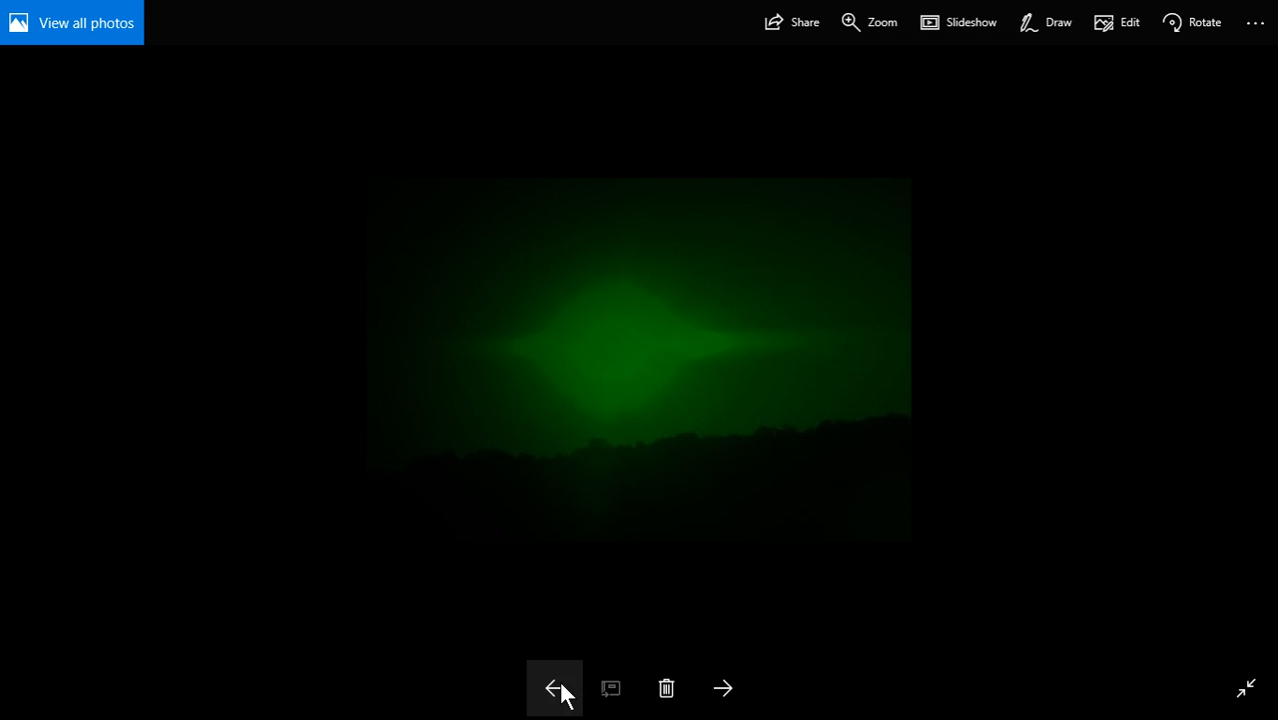 View all photos
Share
Zoom
Slideshow
Draw
Edit
Rotate